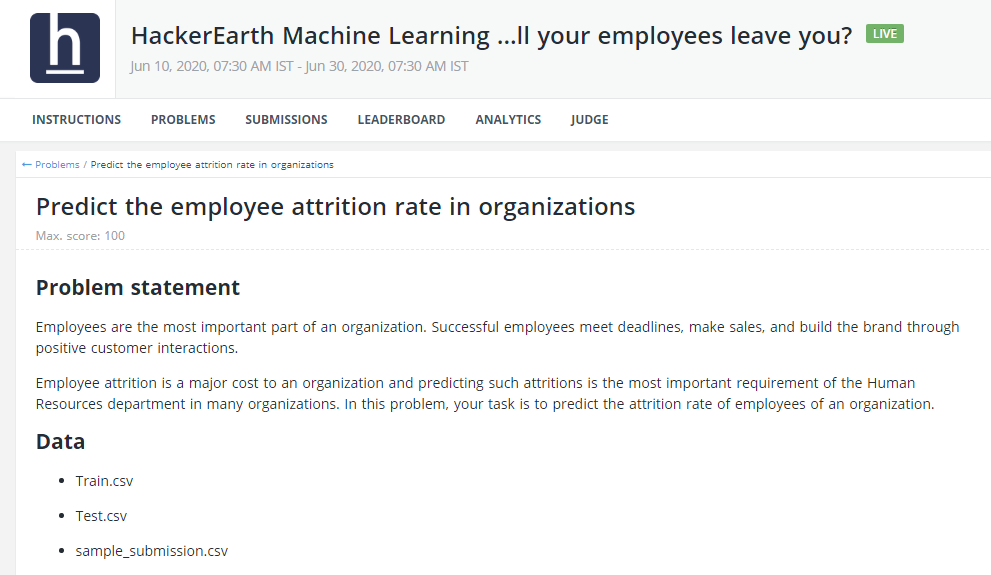 h
HackerEarth Machine Learning ...ll your employees leave you?
LIVE
Jun 10, 2020, 07:30 AM IST - Jun 30, 2020, 07:30 AM IST
INSTRUCTIONS PROBLEMS SUBMISSIONS LEADERBOARD ANALYTICS JUDGE
← Problems / Predict the employee attrition rate in organizations
Predict the employee attrition rate in organizations
Max. score: 100
Problem statement
Employees are the most important part of an organization. Successful employees meet deadlines, make sales, and build the brand through
positive customer interactions.
Employee attrition is a major cost to an organization and predicting such attritions is the most important requirement of the Human
Resources department in many organizations. In this problem, your task is to predict the attrition rate of employees of an organization.
Data
• Train.csv
• Test.csv
• sample_submission.csv